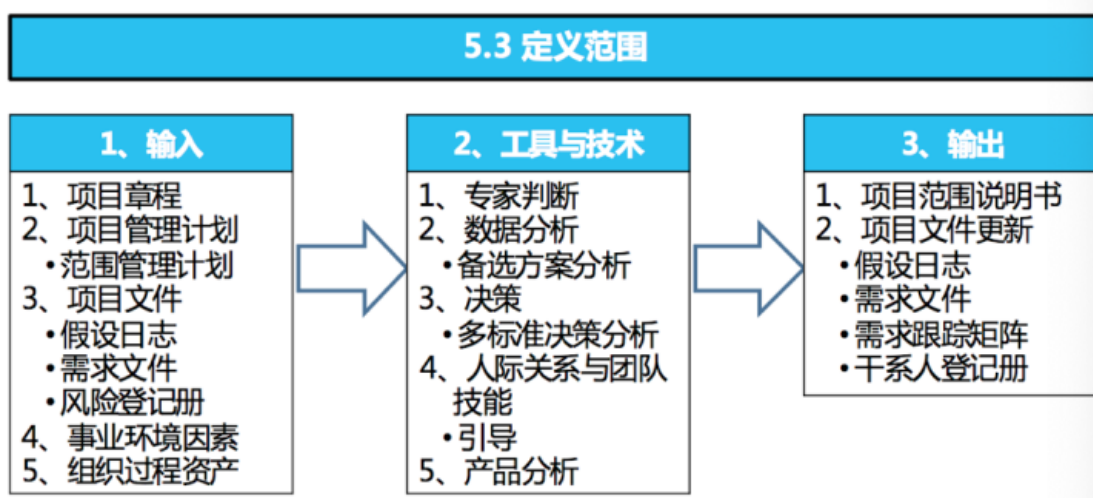 5.3 定义范围
1、输入
1、项目章程
2、项目管理计划
•范围管理计划
3、项目文件
•假设日志
•需求文件
•风险登记册
4、事业环境因素
5、组织过程资产
2、工具与技术
1、专家判断
2、数据分析
•备选方案分析
3、决策
•多标准决策分析
4、人际关系与团队
技能
•引导
5、产品分析
3、输出
1、项目范围说明书
2、项目文件更新
•假设日志
•需求文件
•需求跟踪矩阵
•干系人登记册